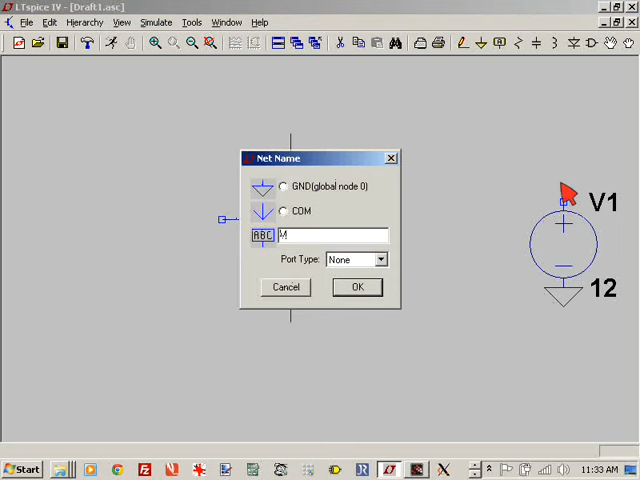 LTspice IV - [Draft1.asc]
File Edit Hierarchy View Simulate Tools Window Help
Net Name
GND(global node 0)
COM
ABC
Port Type: None
Cancel OK
V1
12
Start
11:33 AM